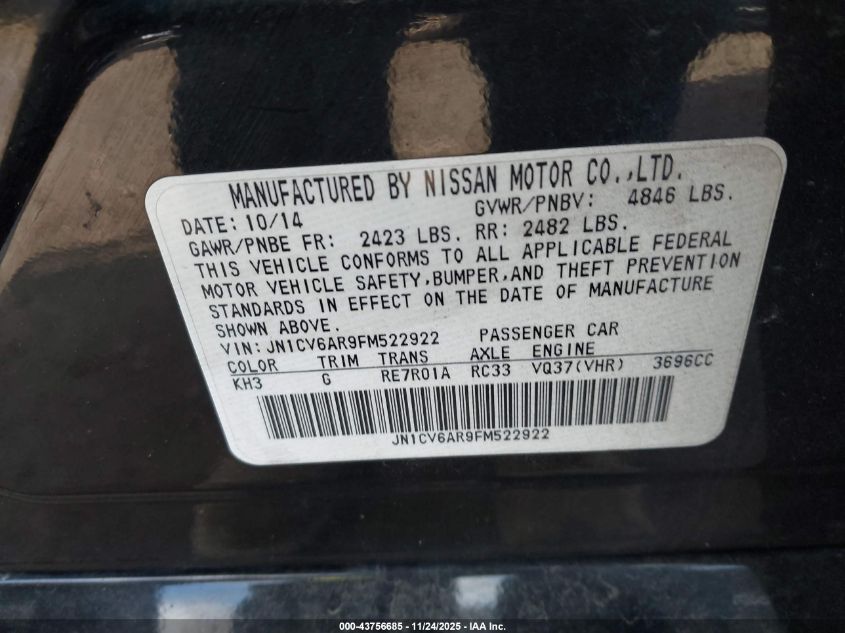 MANUFACTURED BY NISSAN MOTOR CO.,LTD.
DATE: 10/14 GVWR/PNBV: 4846 LBS.
GAWR/PNBE FR: 2423 LBS. RR: 2482 LBS.
THIS VEHICLE CONFORMS TO ALL APPLICABLE FEDERAL
MOTOR VEHICLE SAFETY,BUMPER,AND THEFT PREVENTION
STANDARDS IN EFFECT ON THE DATE OF MANUFACTURE
SHOWN ABOVE.
VIN:JN1CV6AR9FM522922 PASSENGER CAR
COLOR TRIM TRANS AXLE ENGINE
KH3 G RE7R01A RC33 VQ37(VHR) 3696CC
JN1CV6AR9FM522922
000-43756685 - 11/24/2025 - IAA Inc.